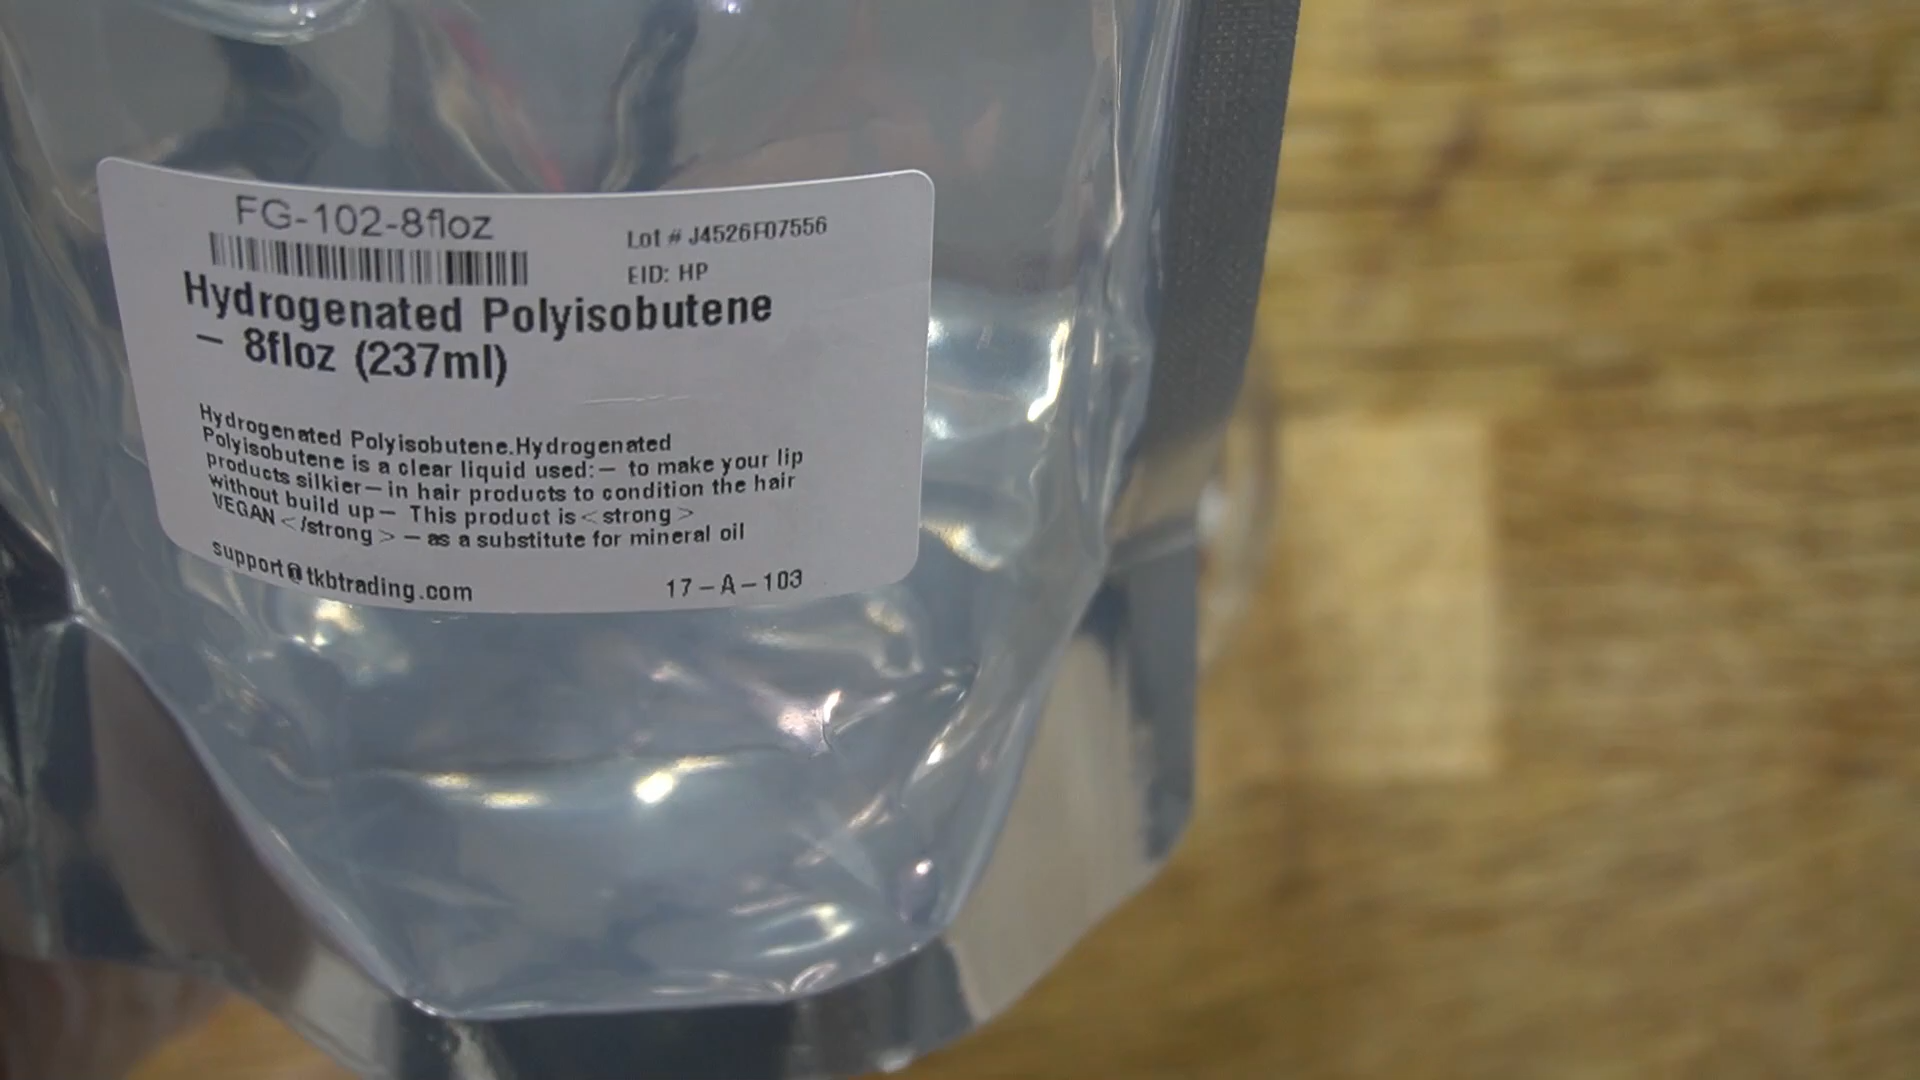 FG-102-8floz
Lot # J4526F07556
EID: HP
Hydrogenated Polyisobutene
- 8floz (237ml)
Hydrogenated Polyisobutene.Hydrogenated
Polyisobutene is a clear liquid used:- to make your lip
products silkier- in hair products to condition the hair
without build up- This product is <strong>
VEGAN </strong> - as a substitute for mineral oil
support@tkbtrading.com
17-A-103